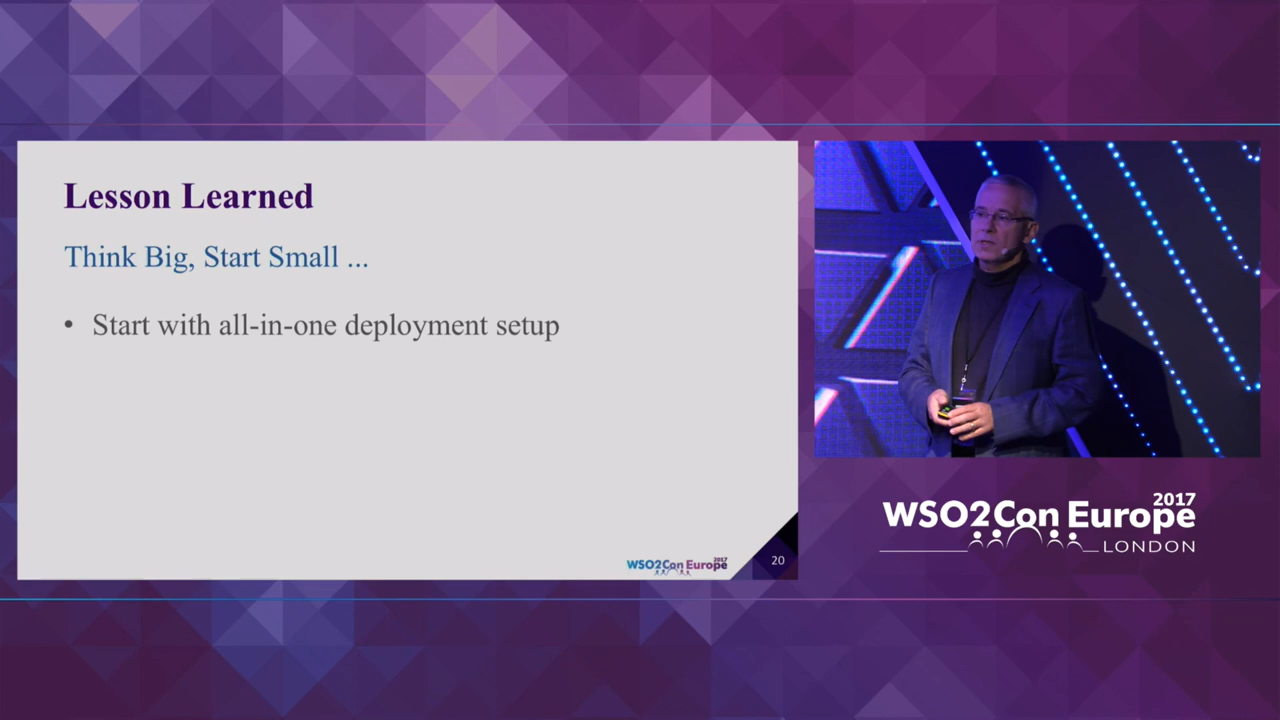 Lesson Learned
Think Big, Start Small ...
• Start with all-in-one deployment setup
WSO2Con Europe 2017
20
WSO2Con Europe 2017
LONDON